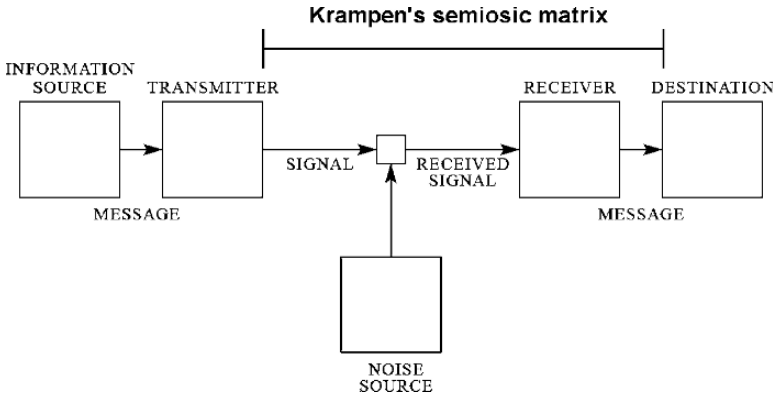 Krampen's semiosic matrix
INFORMATION
SOURCE
TRANSMITTER
RECEIVER
DESTINATION
SIGNAL
RECEIVED
SIGNAL
MESSAGE
MESSAGE
NOISE
SOURCE